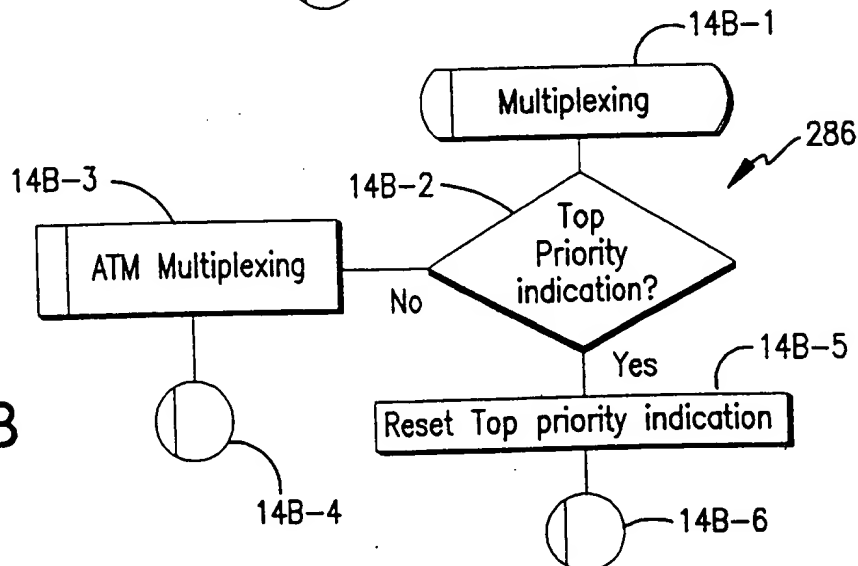 14B-1
Multiplexing
286
14B-3
14B-2
Top
Priority
indication?
ATM Multiplexing
No
Yes
14B-5
B
Reset Top priority indication
14B-4
14B-6